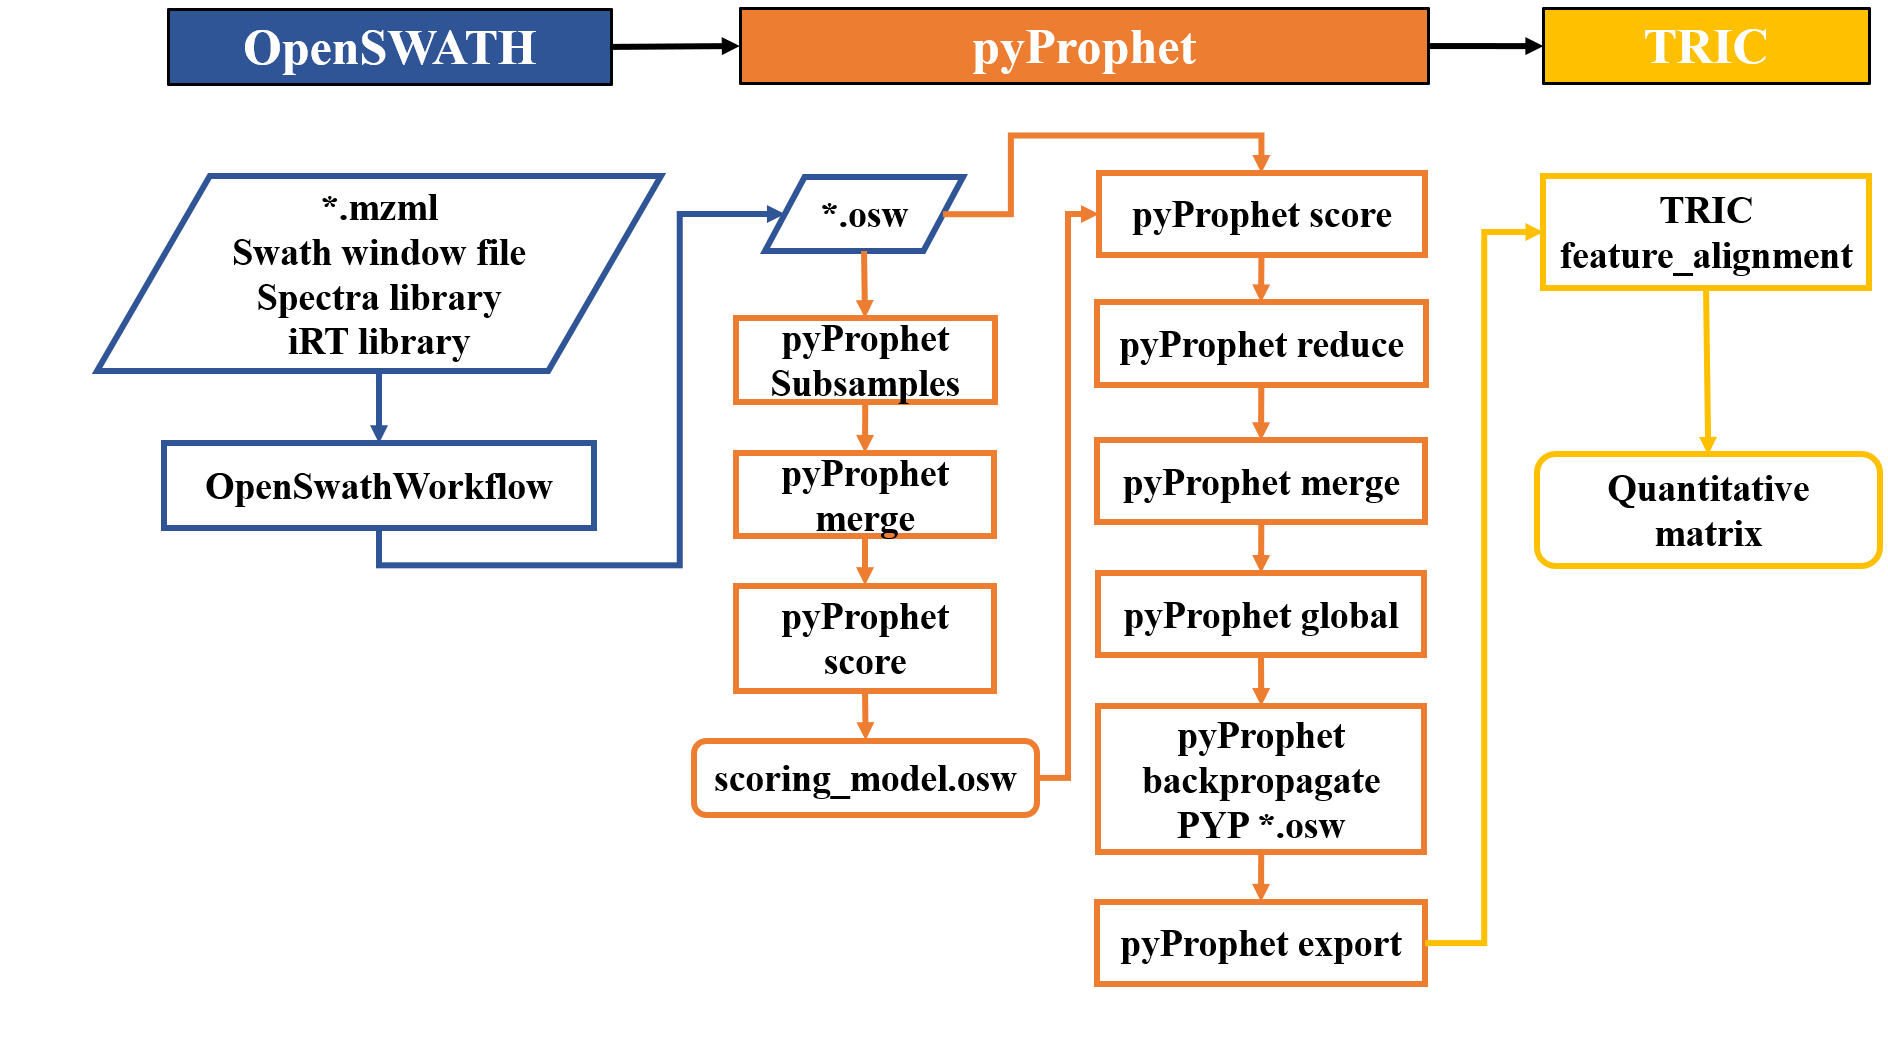 OpenSWATH
pyProphet
TRIC
*.mzml
Swath window file
Spectra library
iRT library
OpenSwathWorkflow
*.osw
pyProphet
Subsamples
pyProphet
merge
pyProphet
score
scoring_model.osw
pyProphet score
pyProphet reduce
pyProphet merge
pyProphet global
pyProphet
backpropagate
PYP *.osw
pyProphet export
TRIC
feature_alignment
Quantitative
matrix